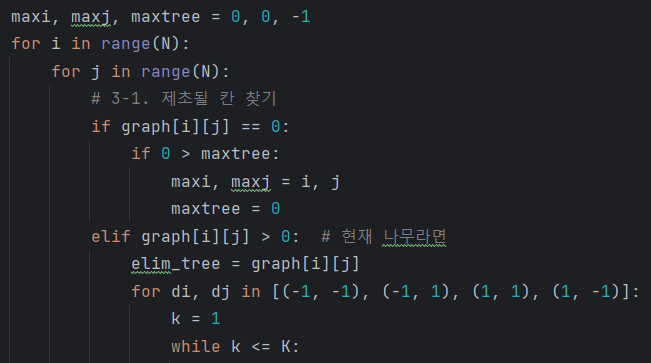 maxi, maxj, maxtree = 0, 0, -1
for i in range(N):
    for j in range(N):
        # 3-1. 제초될 칸 찾기
        if graph[i][j] == 0:
            if 0 > maxtree:
                maxi, maxj = i, j
                maxtree = 0
        elif graph[i][j] > 0:  # 현재 나무라면
            elim_tree = graph[i][j]
            for di, dj in [(-1, -1), (-1, 1), (1, 1), (1, -1)]:
                k = 1
                while k <= K: